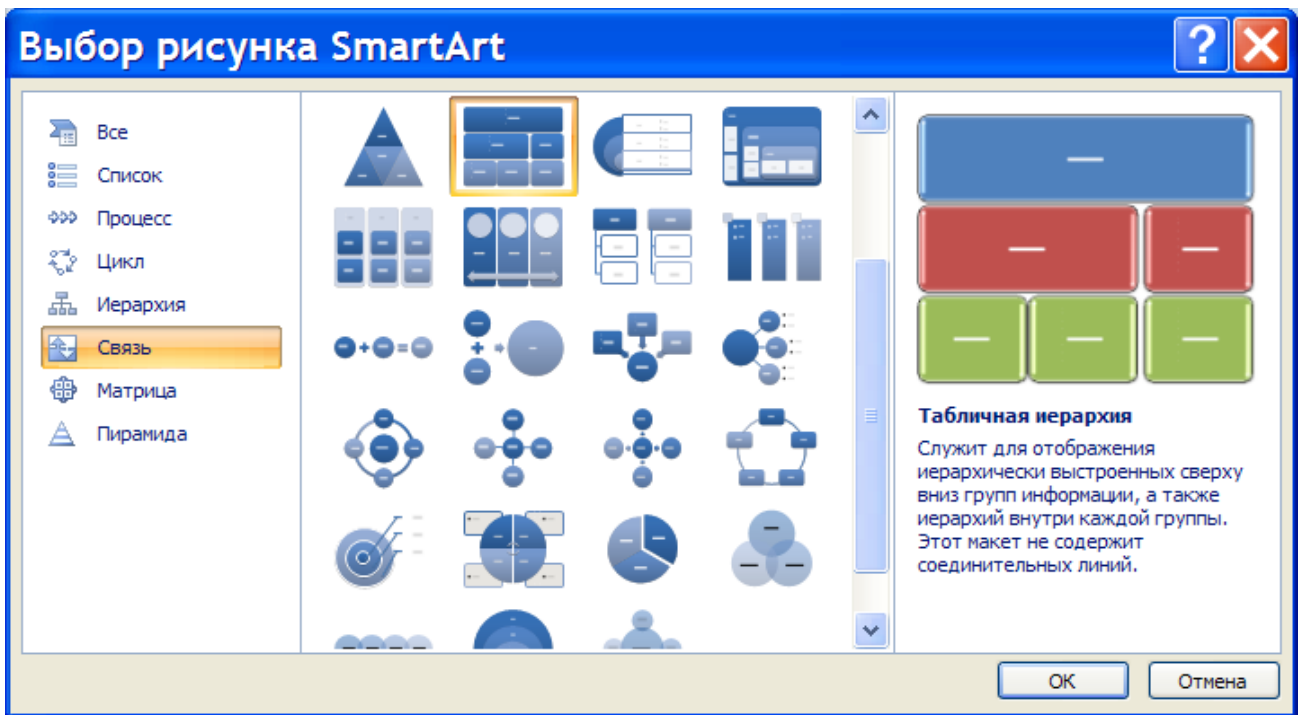 Выбор рисунка SmartArt
Все
Список
Процесс
Цикл
Иерархия
Связь
Матрица
Пирамида
Табличная иерархия
Служит для отображения
иерархически выстроенных сверху
вниз групп информации, а также
иерархий внутри каждой группы.
Этот макет не содержит
соединительных линий.
ОК
Отмена